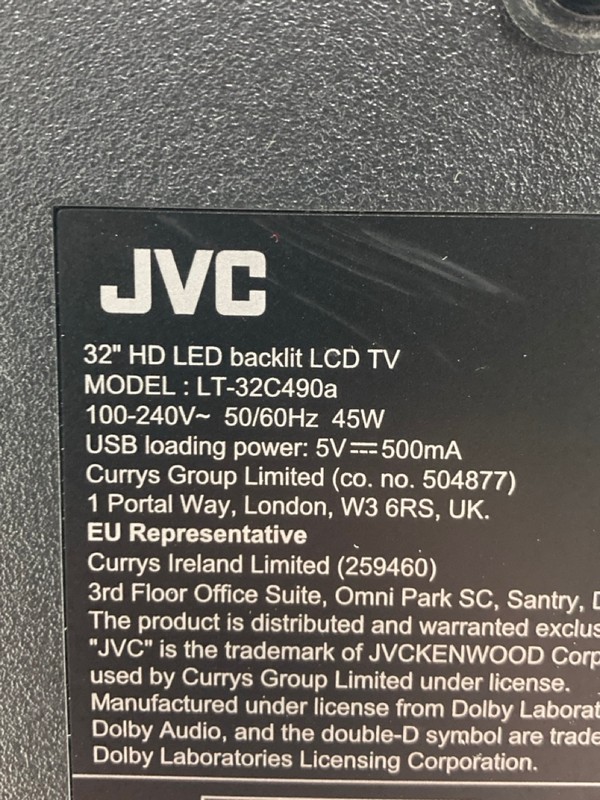 JVC
32" HD LED backlit LCD TV
MODEL : LT-32C490a
100-240V~ 50/60Hz 45W
USB loading power: 5V⎓500mA
Currys Group Limited (co. no. 504877)
1 Portal Way, London, W3 6RS, UK.
EU Representative
Currys Ireland Limited (259460)
3rd Floor Office Suite, Omni Park SC, Santry,
The product is distributed and warranted
"JVC" is the trademark of JVCKENWOOD
used by Currys Group Limited under license.
Manufactured under license from Dolby
Dolby Audio, and the double-D symbol are
Dolby Laboratories Licensing Corporation.